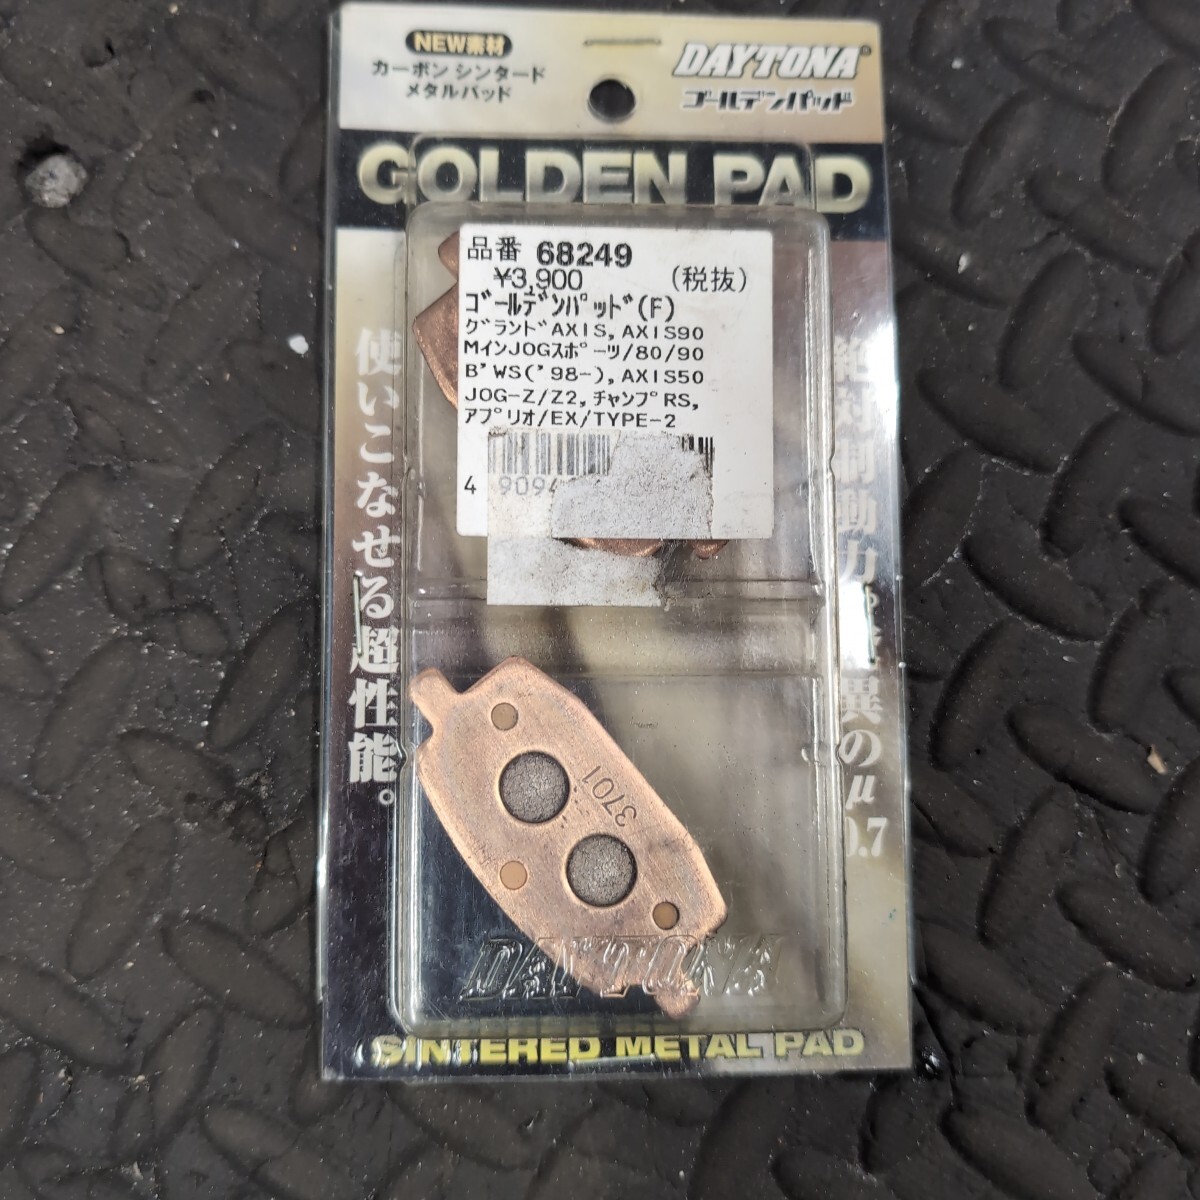 NEW素材
カーボン シンタード
メタルパッド
DAYTONA®
ゴールデンパッド
GOLDEN PAD
品番 68249
¥3,900 (税抜)
ｺﾞｰﾙﾃﾞﾝﾊﾟｯﾄﾞ(F)
ｸﾞﾗﾝﾄﾞAXIS, AXIS90
MｲﾝJOGｽﾎﾟｰﾂ/80/90
B'WS('98-), AXIS50
JOG-Z/Z2, ﾁｬﾝﾌﾟRS,
ｱﾌﾟﾘｵ/EX/TYPE-2
4 9094
使いこなせる超性能。
絶対制動力
異のμ0.7
3701
DAYTONA
SINTERED METAL PAD